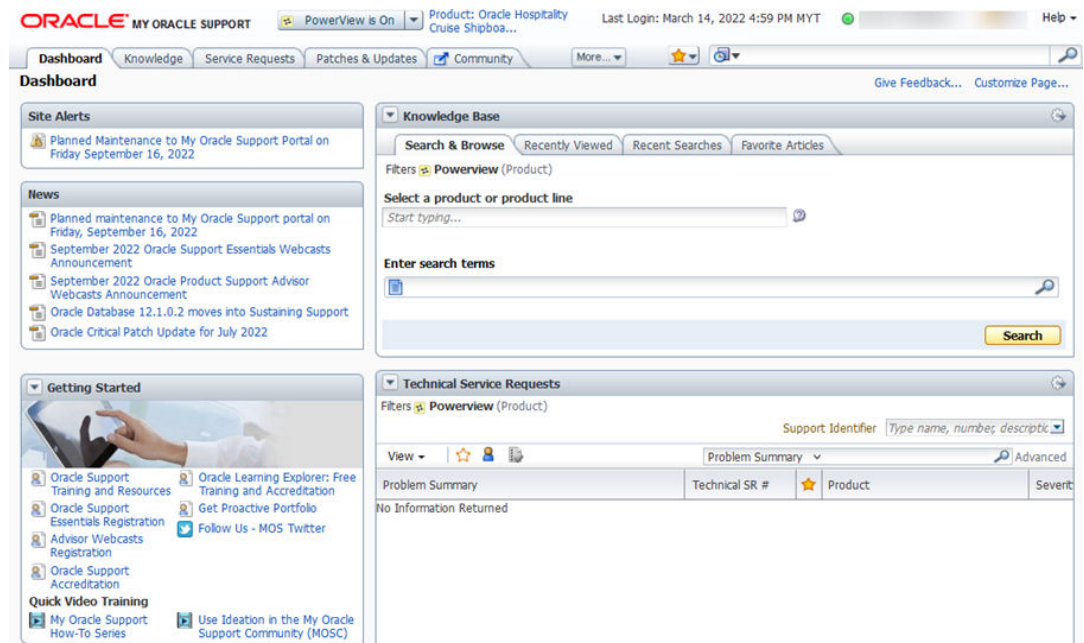 ORACLE MY ORACLE SUPPORT
PowerView is On
Product: Oracle Hospitality
Cruise Shipboa...
Last Login: March 14, 2022 4:59 PM MYT
Help
Dashboard
Knowledge
Service Requests
Patches & Updates
Community
More...
Dashboard
Give Feedback...
Customize Page...
Site Alerts
Planned Maintenance to My Oracle Support Portal on
Friday September 16, 2022
News
Planned maintenance to My Oracle Support portal on
Friday, September 16, 2022
September 2022 Oracle Support Essentials Webcasts
Announcement
September 2022 Oracle Product Support Advisor
Webcasts Announcement
Oracle Database 12.1.0.2 moves into Sustaining Support
Oracle Critical Patch Update for July 2022
Knowledge Base
Search & Browse
Recently Viewed
Recent Searches
Favorite Articles
Filters Powerview (Product)
Select a product or product line
Start typing...
Enter search terms
Search
Getting Started
Oracle Support
Training and Resources
Oracle Support
Essentials Registration
Advisor Webcasts
Registration
Oracle Support
Accreditation
Oracle Learning Explorer: Free
Training and Accreditation
Get Proactive Portfolio
Follow Us - MOS Twitter
Quick Video Training
My Oracle Support
How-To Series
Use Ideation in the My Oracle
Support Community (MOSC)
Technical Service Requests
Filters Powerview (Product)
Support Identifier
Type name, number, descriptic
View
Problem Summary
Advanced
Problem Summary
Technical SR #
Product
Severit
No Information Returned